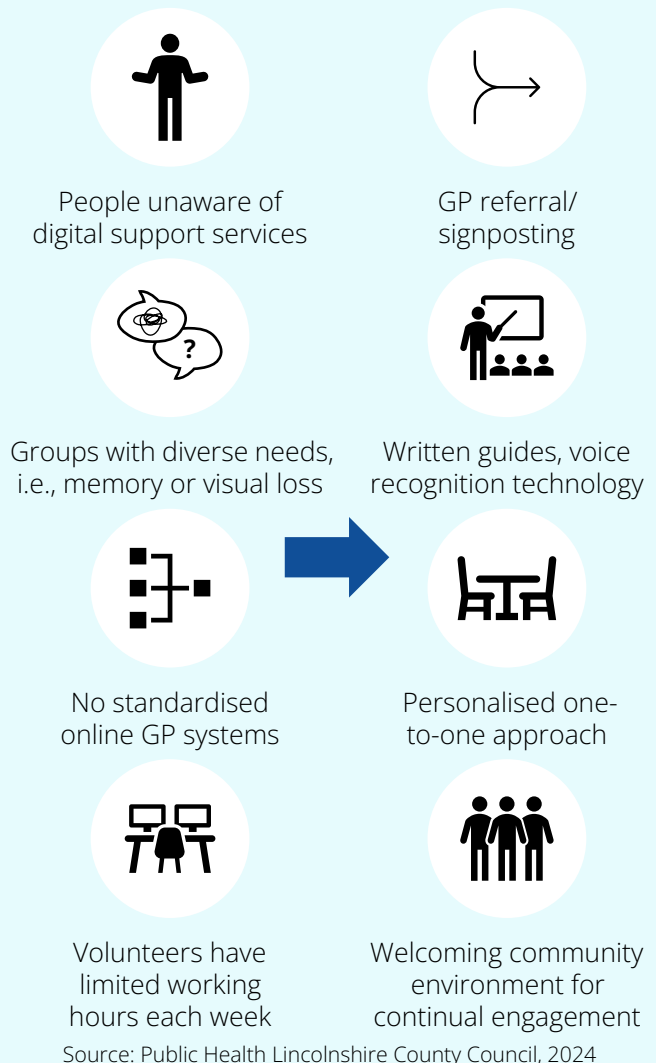 People unaware of
digital support services
GP referral/
signposting
?
Groups with diverse needs,
i.e., memory or visual loss
Written guides, voice
recognition technology
No standardised
online GP systems
Personalised one-
to-one approach
Volunteers have
limited working
hours each week
Welcoming community
environment for
continual engagement
Source: Public Health Lincolnshire County Council, 2024